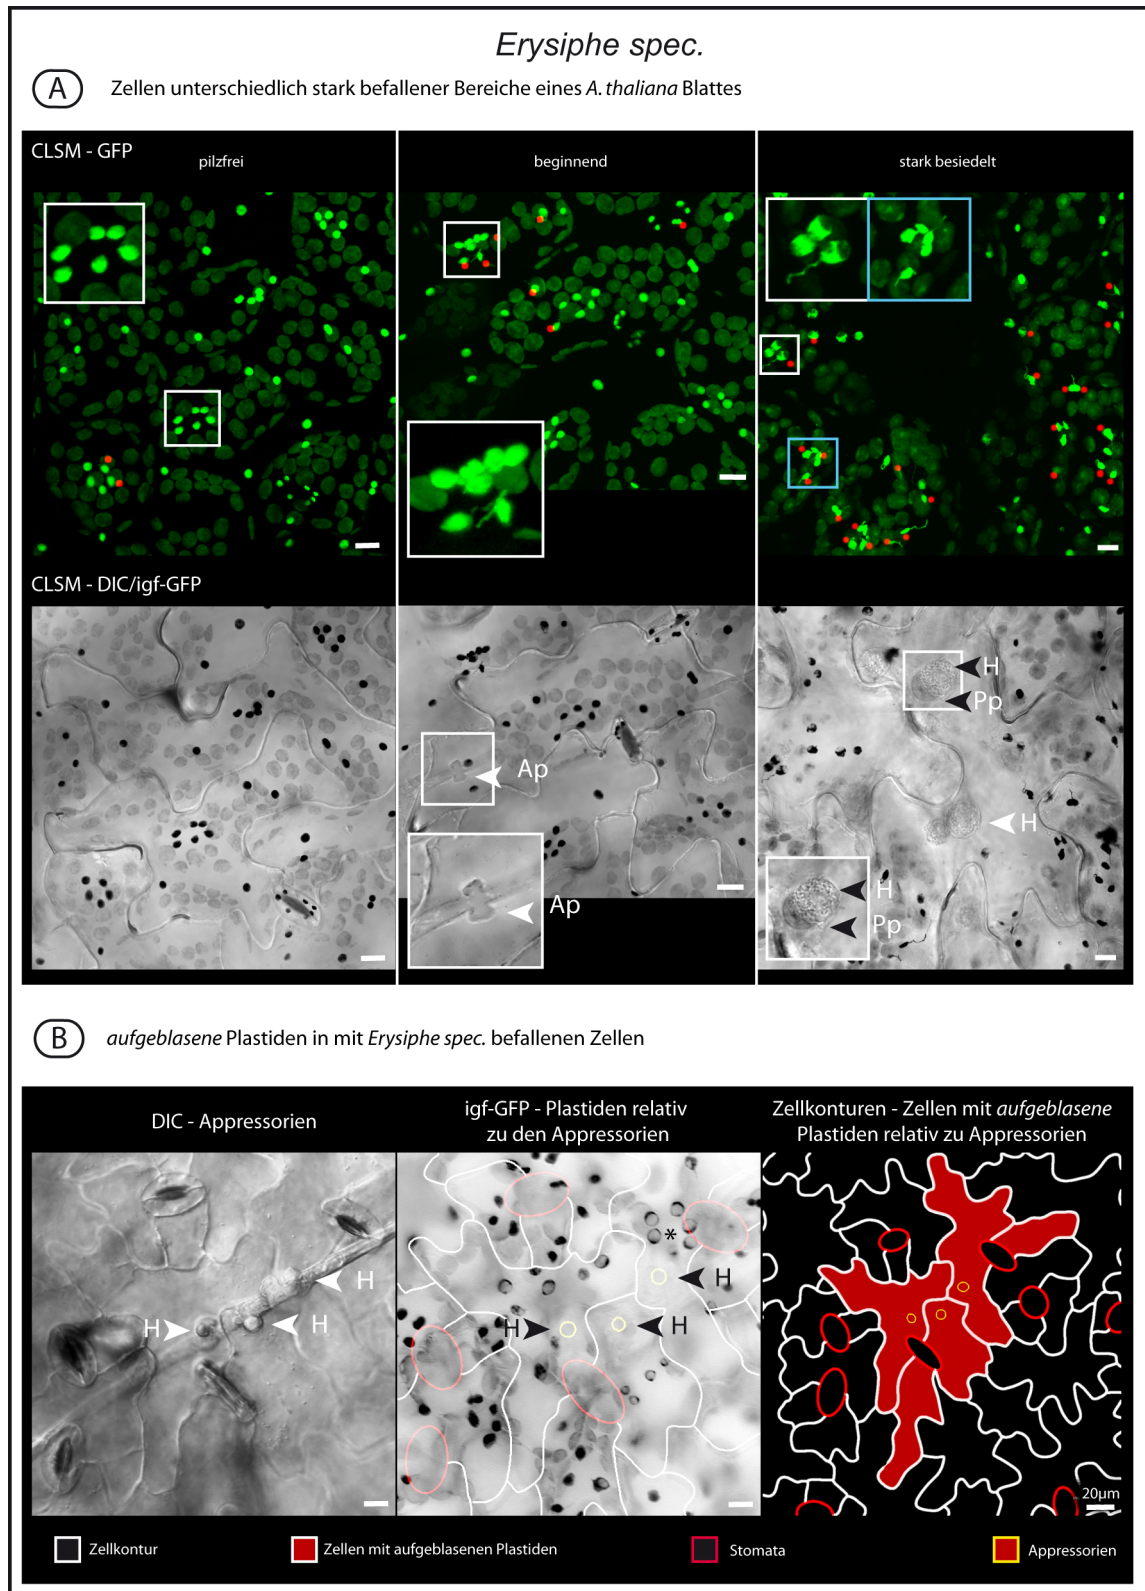 Erysiphe spec.
A Zellen unterschiedlich stark befallener Bereiche eines A. thaliana Blattes
CLSM - GFP
pilzfrei
beginnend
stark besiedelt
CLSM - DIC/igf-GFP
Ap
Ap
H
Pp
H
H
Pp
B aufgeblasene Plastiden in mit Erysiphe spec. befallenen Zellen
DIC - Appressorien
igf-GFP - Plastiden relativ
zu den Appressorien
Zellkonturen - Zellen mit aufgeblasene
Plastiden relativ zu Appressorien
H
H
H
*
H
H
H
20µm
Zellkontur
Zellen mit aufgeblasenen Plastiden
Stomata
Appressorien